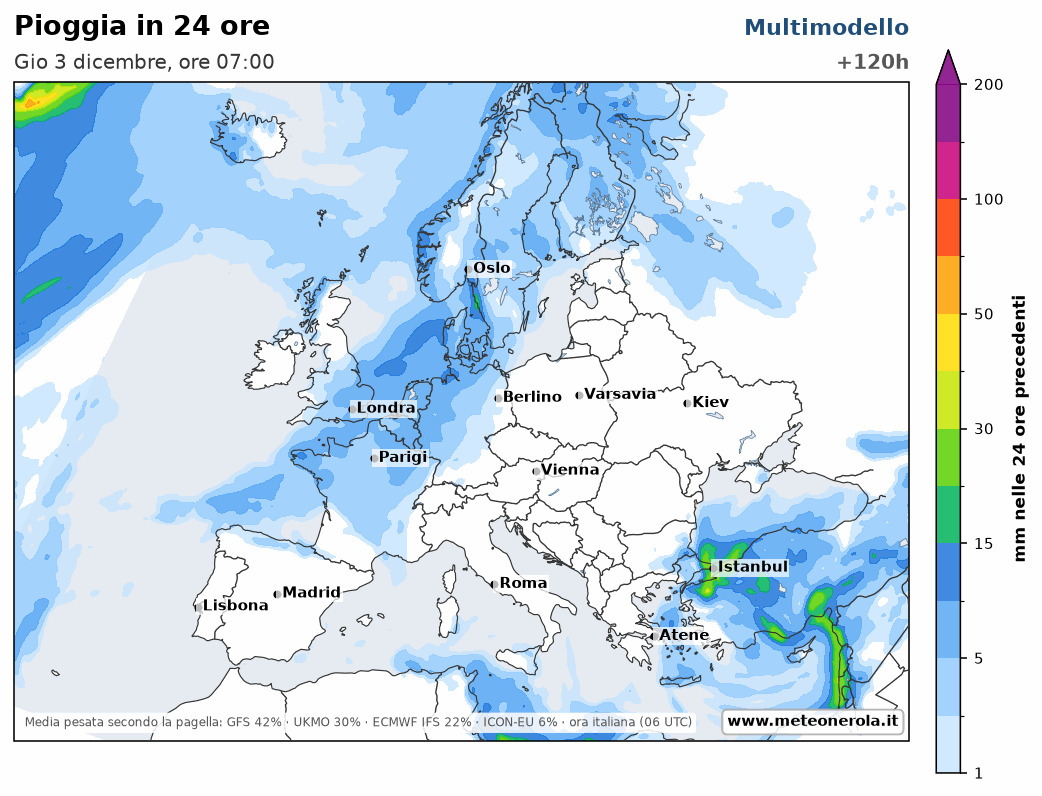 Pioggia in 24 ore
Multimodello
Gio 3 dicembre, ore 07:00
+120h
200
100
50
30
15
5
1
mm nelle 24 ore precedenti
Oslo
Berlino
Varsavia
Kiev
Londra
Parigi
Vienna
Istanbul
Roma
Madrid
Lisbona
Atene
Media pesata secondo la pagella: GFS 42% · UKMO 30% · ECMWF IFS 22% · ICON-EU 6% · ora italiana (06 UTC)
www.meteonerola.it